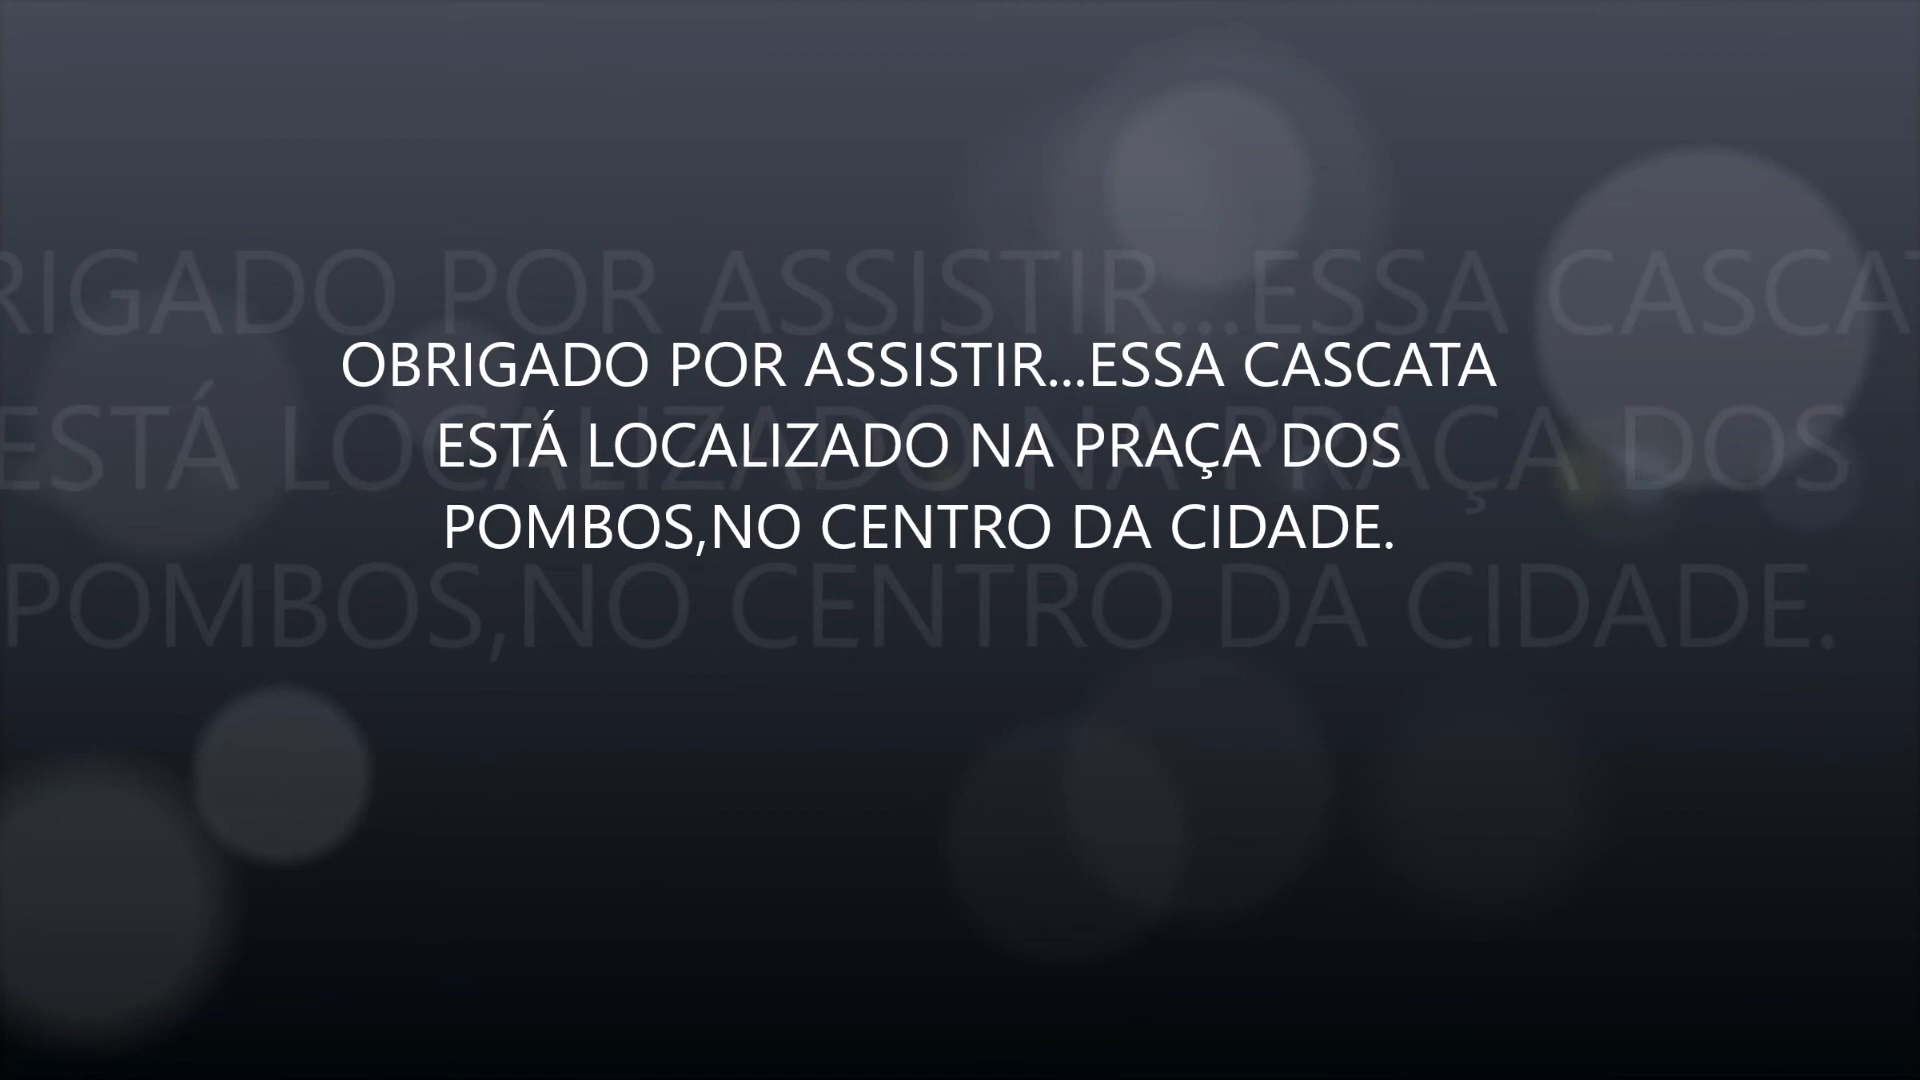 OBRIGADO POR ASSISTIR...ESSA CASCATA
ESTÁ LOCALIZADO NA PRAÇA DOS
POMBOS,NO CENTRO DA CIDADE.